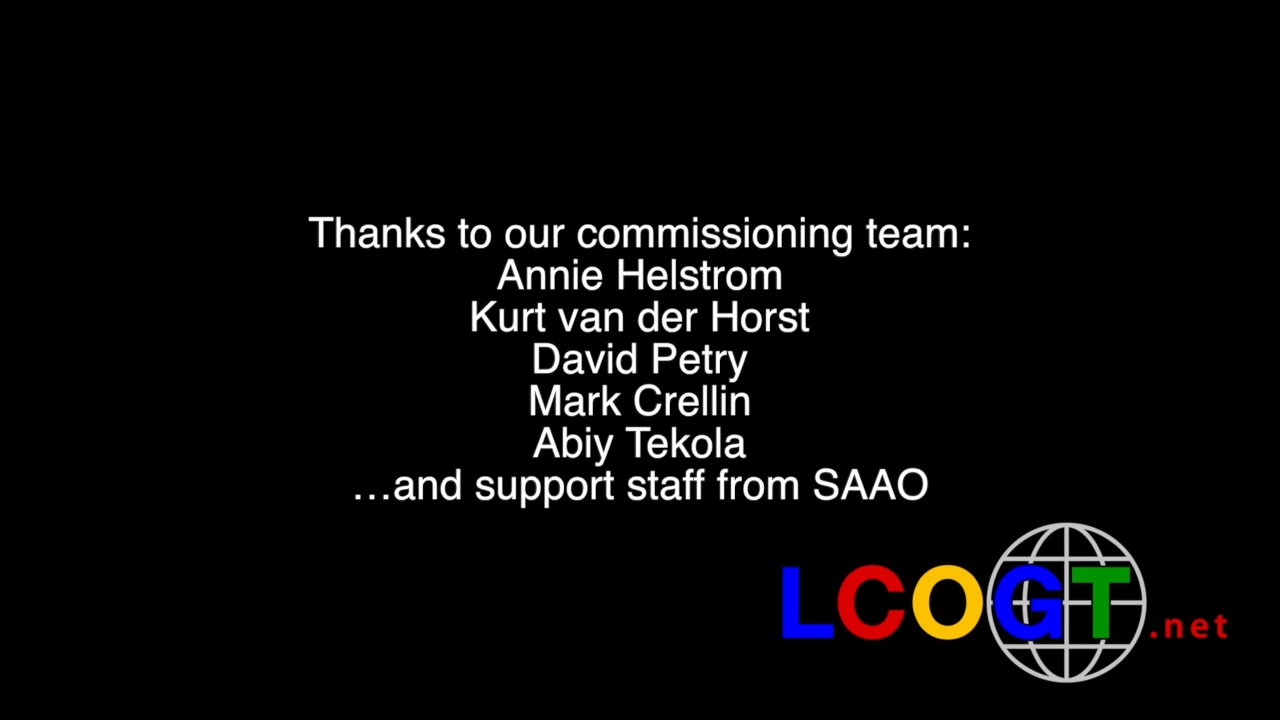 Thanks to our commissioning team:
Annie Helstrom
Kurt van der Horst
David Petry
Mark Crellin
Abiy Tekola
…and support staff from SAAO
LCOGT.net